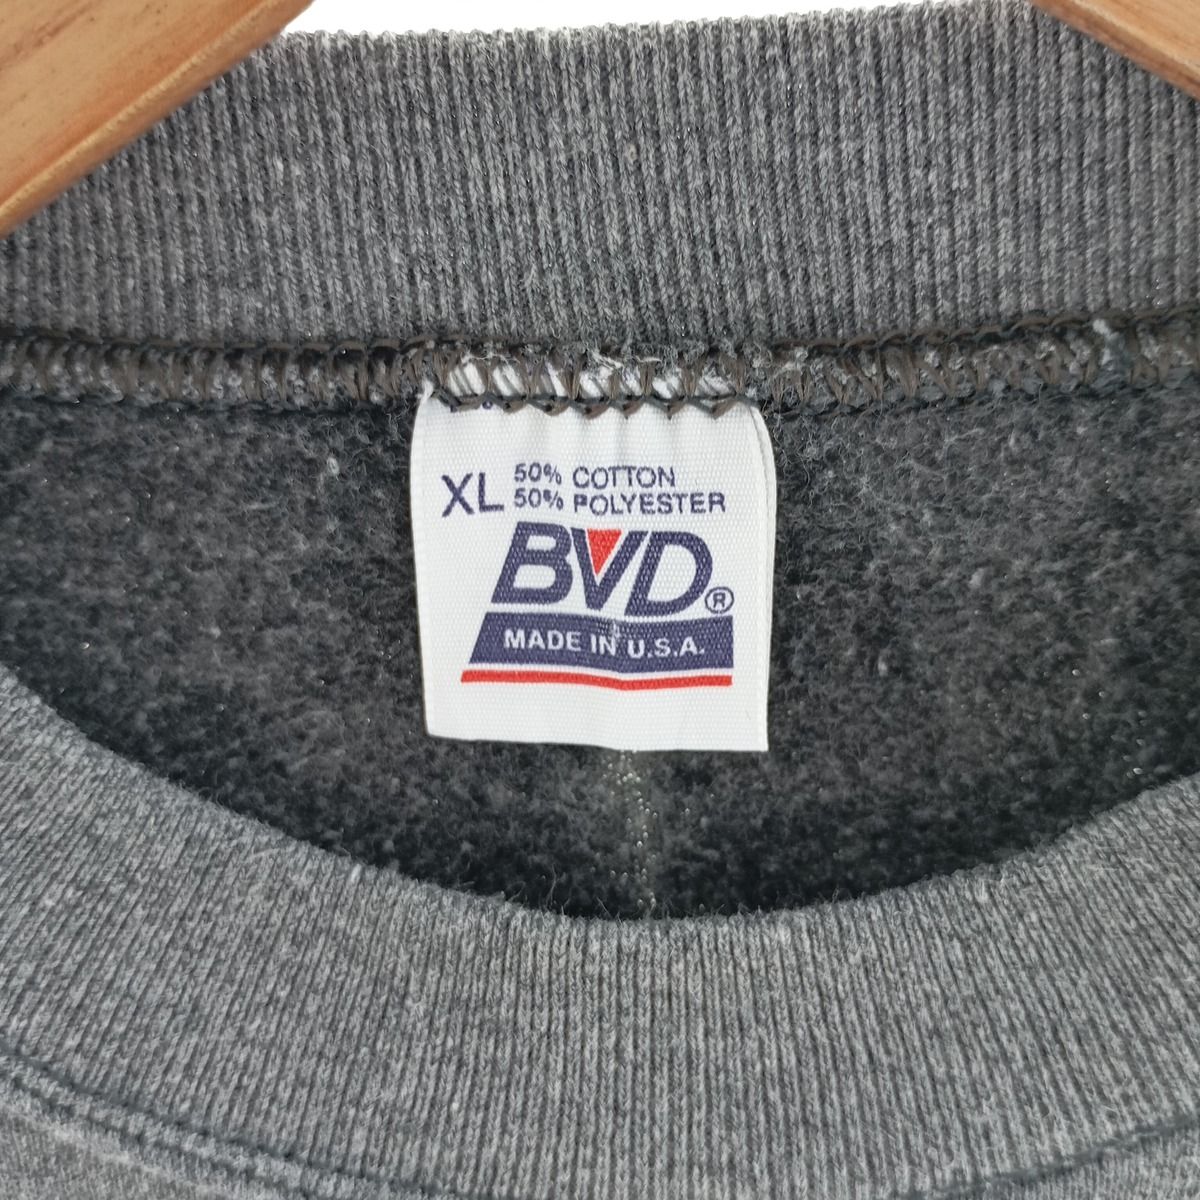 XL 50% COTTON
50% POLYESTER
BVD®
MADE IN U.S.A.